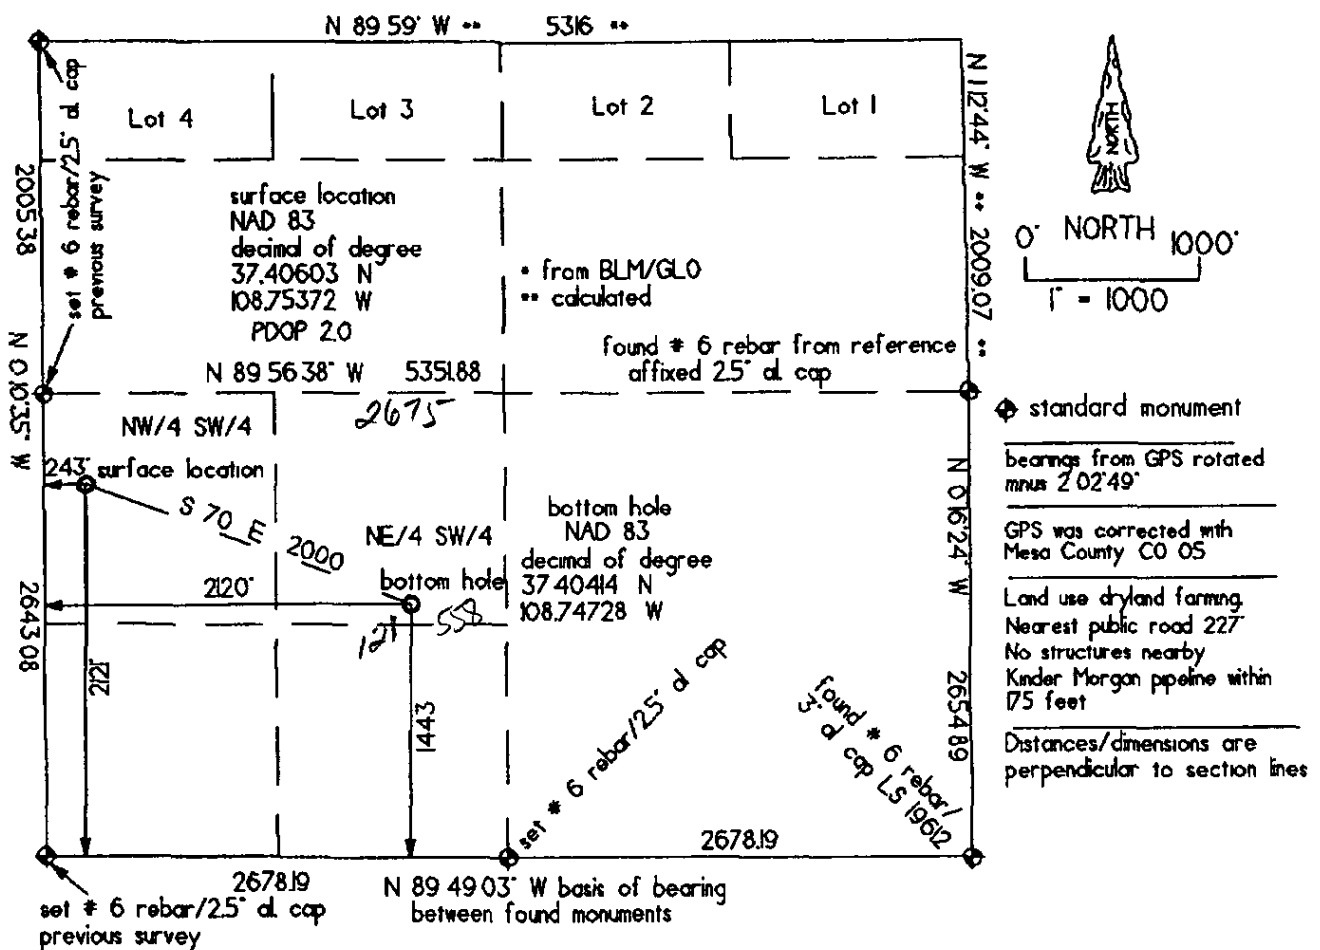 N 89 59' W ** 5316 **
Lot 4
Lot 3
Lot 2
Lot 1
set # 6 rebar/2.5" al cap
previous survey
2005.38
N 1 12'44" W ** 2009.07 **
NORTH
NORTH
0' 1000'
1" = 1000
surface location
NAD 83
decimal of degree
37.40603 N
108.75372 W
PDOP 2.0
* from BLM/GLO
** calculated
found # 6 rebar from reference
affixed 2.5" al cap
N 89 56 38" W 5351.88
2675
N 0 10'35" W
NW/4 SW/4
243' surface location
S 70 E 2000
NE/4 SW/4
bottom hole
2120'
bottom hole
NAD 83
decimal of degree
37.40414 N
108.74728 W
121 558
2643.08
2121'
1443
N 0 16'24" W
2654.89
standard monument
bearings from GPS rotated
minus 2 02'49"
GPS was corrected with
Mesa County CO 05
Land use dryland farming.
Nearest public road 227'
No structures nearby
Kinder Morgan pipeline within
175 feet
Distances/dimensions are
perpendicular to section lines
set # 6 rebar/2.5" al cap
found # 6 rebar/
3" al cap LS 19612
2678.19
2678.19
N 89 49 03" W basis of bearing
between found monuments
set # 6 rebar/2.5" al cap
previous survey